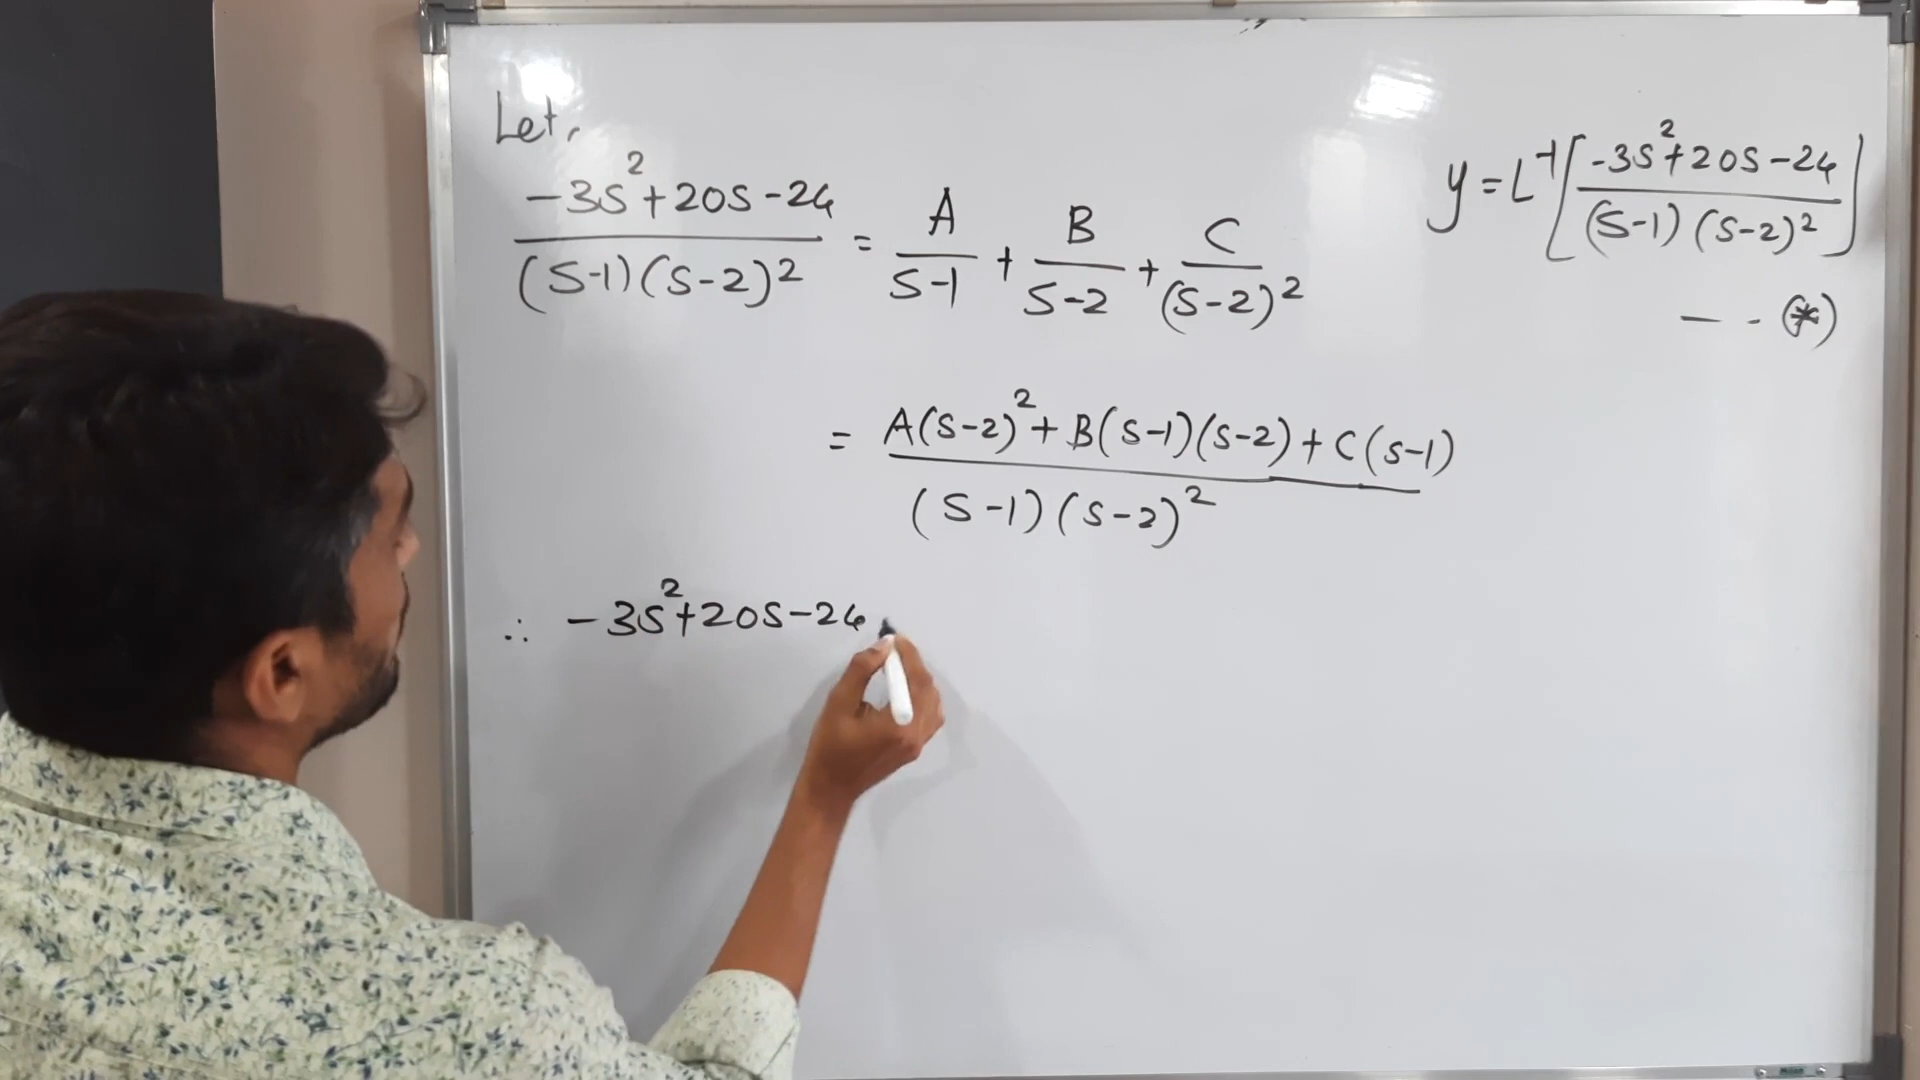 Let,
-3s²+20s-24 / (s-1)(s-2)² = A/s-1 + B/s-2 + C/(s-2)²
y = L⁻¹[-3s²+20s-24 / (s-1)(s-2)²]
— - (*)
= A(s-2)² + B(s-1)(s-2) + C(s-1) / (s-1)(s-2)²
∴ -3s²+20s-24